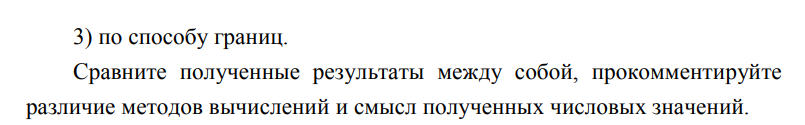 3) по способу границ.
Сравните полученные результаты между собой, прокомментируйте
различие методов вычислений и смысл полученных числовых значений.